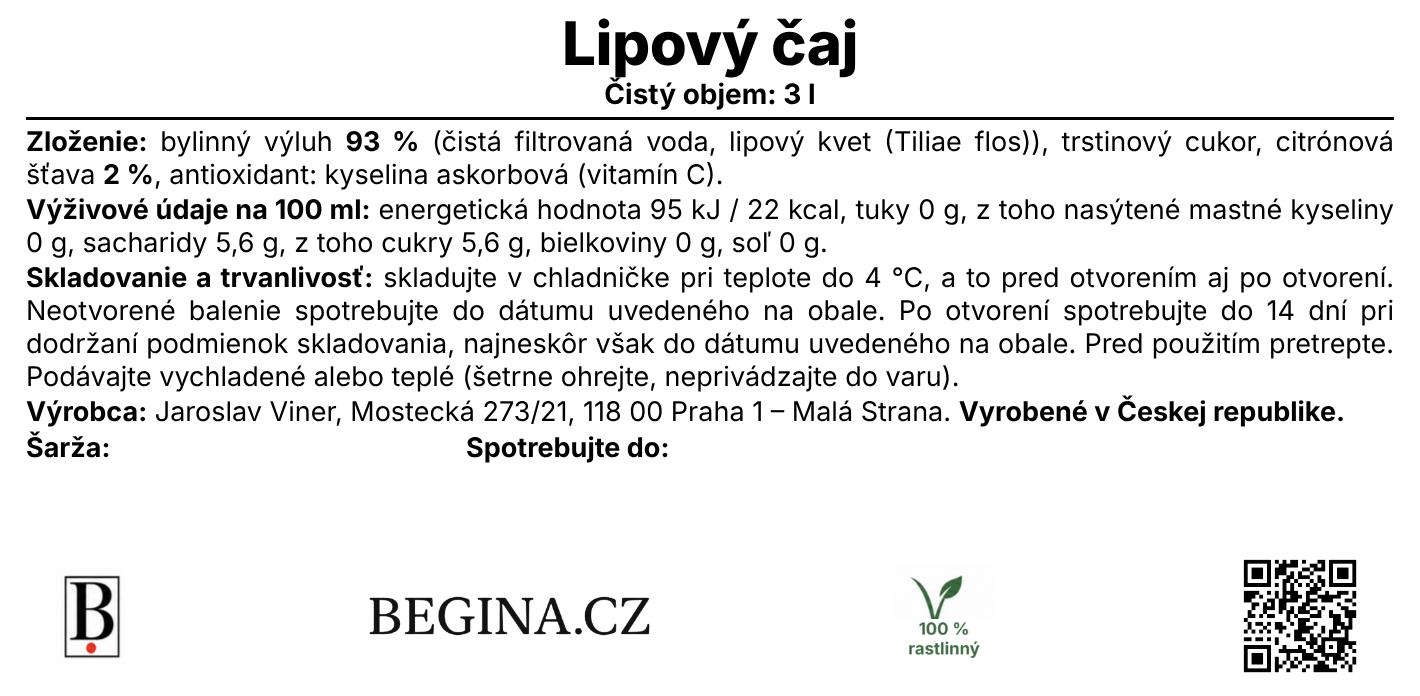 Lipový čaj
Čistý objem: 3 l
Zloženie: bylinný výluh 93 % (čistá filtrovaná voda, lipový kvet (Tiliae flos)), trstinový cukor, citrónová
šťava 2 %, antioxidant: kyselina askorbová (vitamín C).
Výživové údaje na 100 ml: energetická hodnota 95 kJ / 22 kcal, tuky 0 g, z toho nasýtené mastné kyseliny
0 g, sacharidy 5,6 g, z toho cukry 5,6 g, bielkoviny 0 g, soľ 0 g.
Skladovanie a trvanlivosť: skladujte v chladničke pri teplote do 4 °C, a to pred otvorením aj po otvorení.
Neotvorené balenie spotrebujte do dátumu uvedeného na obale. Po otvorení spotrebujte do 14 dní pri
dodržaní podmienok skladovania, najneskôr však do dátumu uvedeného na obale. Pred použitím pretrepte.
Podávajte vychladené alebo teplé (šetrne ohrejte, neprivádzajte do varu).
Výrobca: Jaroslav Viner, Mostecká 273/21, 118 00 Praha 1 – Malá Strana. Vyrobené v Českej republike.
Šarža: Spotrebujte do:
B
BEGINA.CZ
100 %
rastlinný